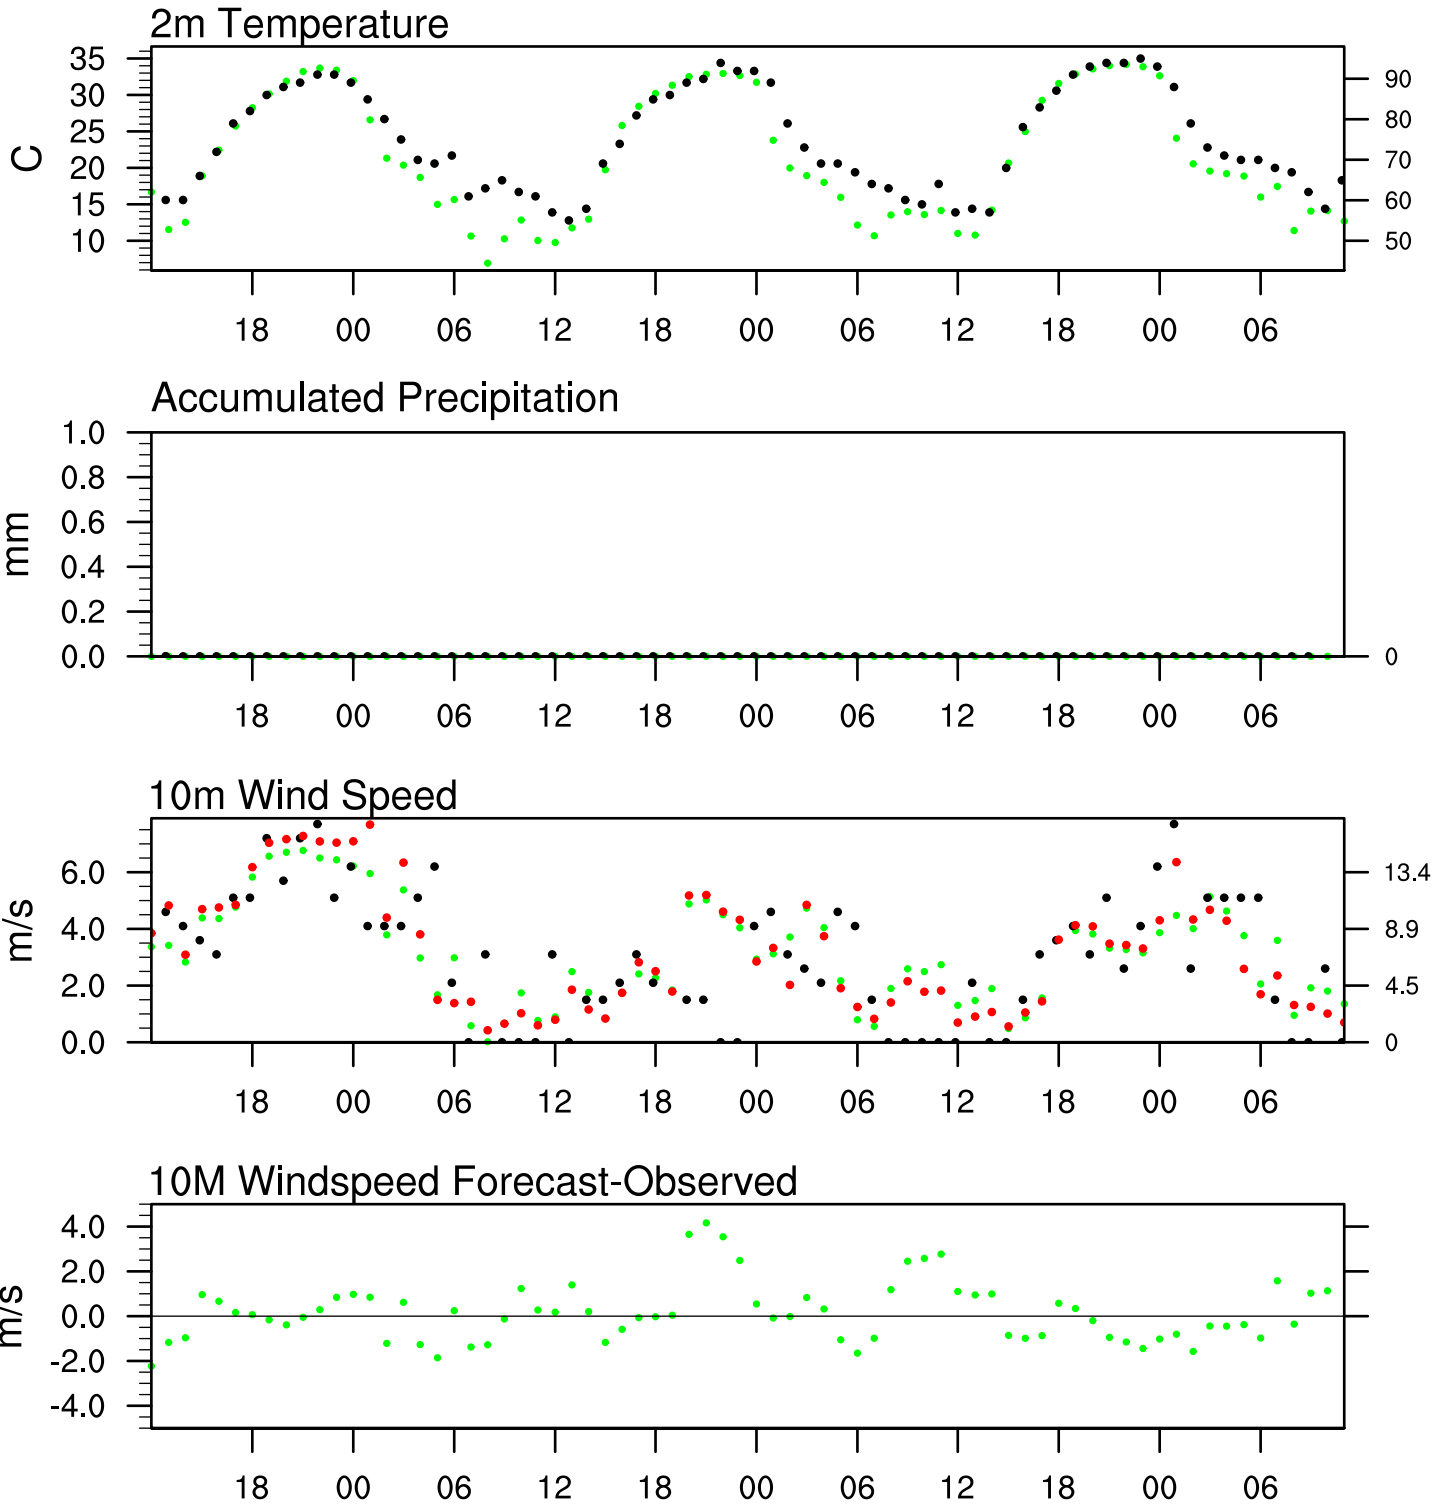 2m Temperature
35
30
25
20
15
10
C
90
80
70
60
50
18 00 06 12 18 00 06 12 18 00 06
Accumulated Precipitation
1.0
0.8
0.6
0.4
0.2
0.0
mm
0
18 00 06 12 18 00 06 12 18 00 06
10m Wind Speed
6.0
4.0
2.0
0.0
m/s
13.4
8.9
4.5
0
18 00 06 12 18 00 06 12 18 00 06
10M Windspeed Forecast-Observed
4.0
2.0
0.0
-2.0
-4.0
m/s
18 00 06 12 18 00 06 12 18 00 06